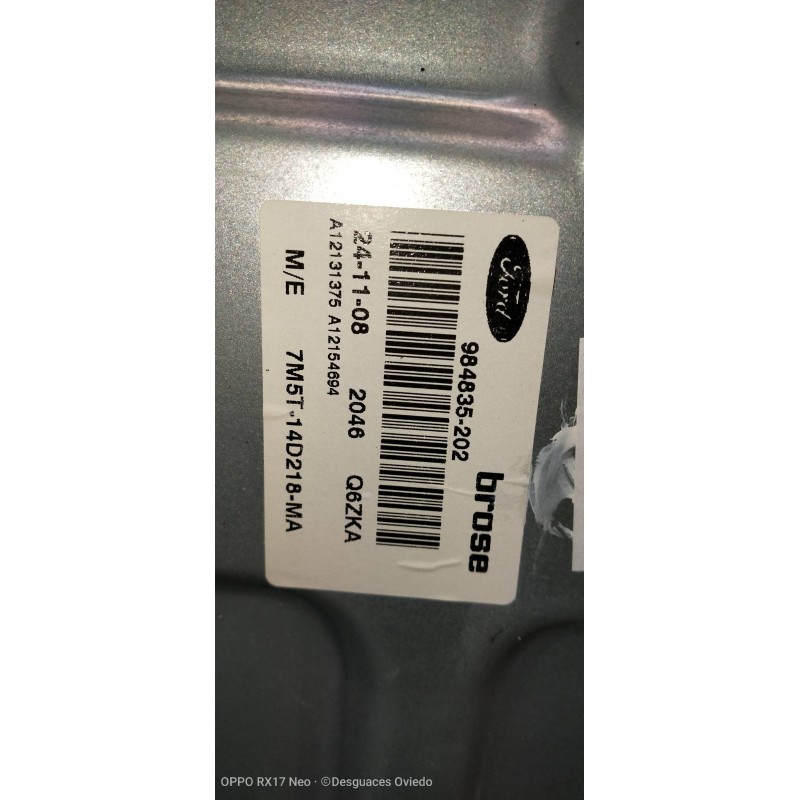 Ford
984835-202
brose
24-11-08 2046 Q6ZKA
A12131375 A12154694
M/E 7M5T-14D218-MA
OPPO RX17 Neo · ©Desguaces Oviedo